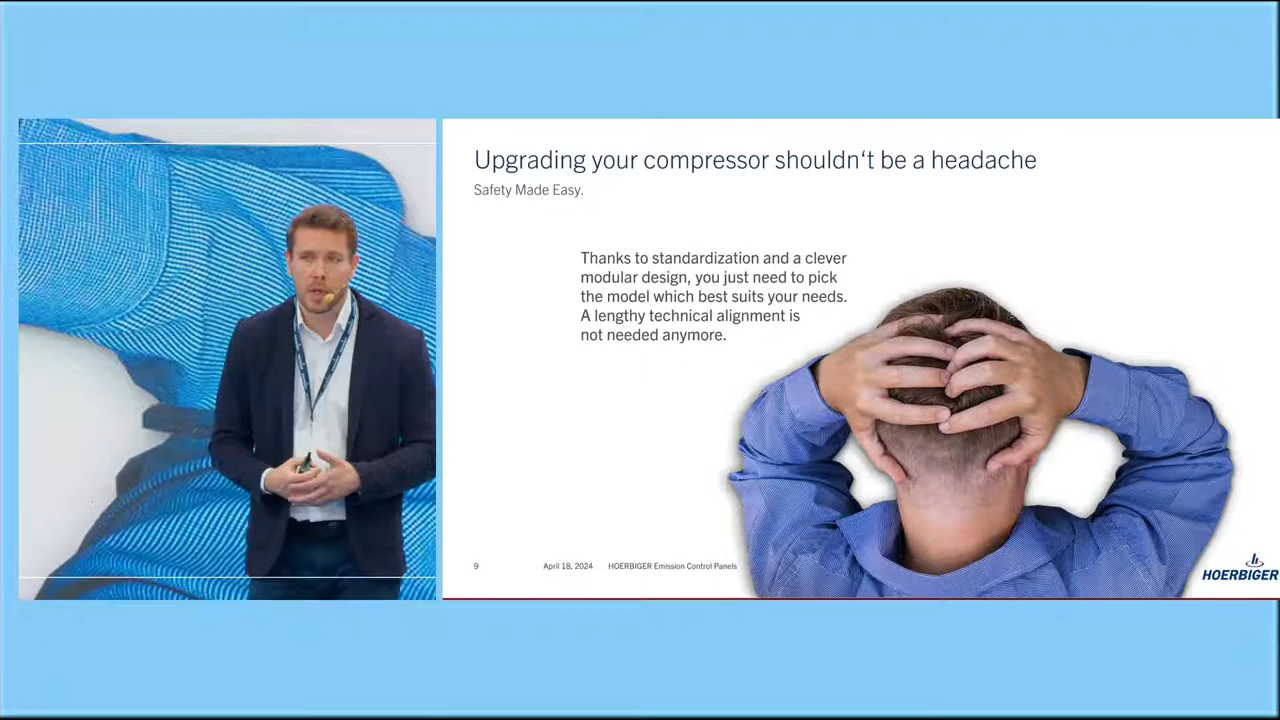 Upgrading your compressor shouldn‘t be a headache
Safety Made Easy.
Thanks to standardization and a clever
modular design, you just need to pick
the model which best suits your needs.
A lengthy technical alignment is
not needed anymore.
9 April 18, 2024 HOERBIGER Emission Control Panels
HOERBIGER